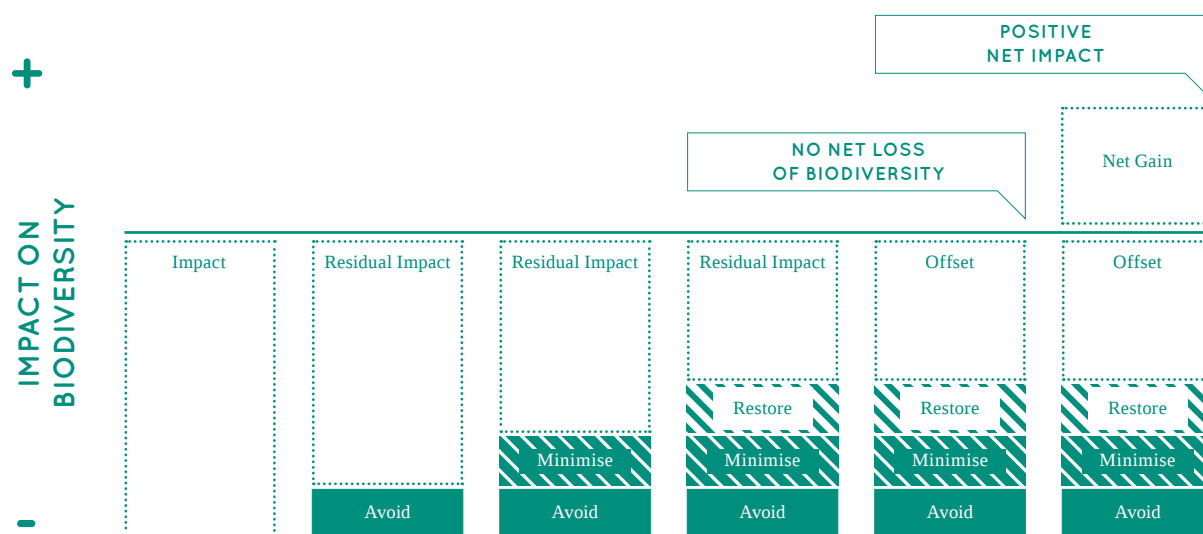 POSITIVE
NET IMPACT
+
Net Gain
NO NET LOSS
OF BIODIVERSITY
IMPACT ON
BIODIVERSITY
Impact
Residual Impact
Residual Impact
Residual Impact
Offset
Offset
Restore
Restore
Restore
Minimise
Minimise
Minimise
Minimise
Avoid
Avoid
Avoid
Avoid
Avoid
-